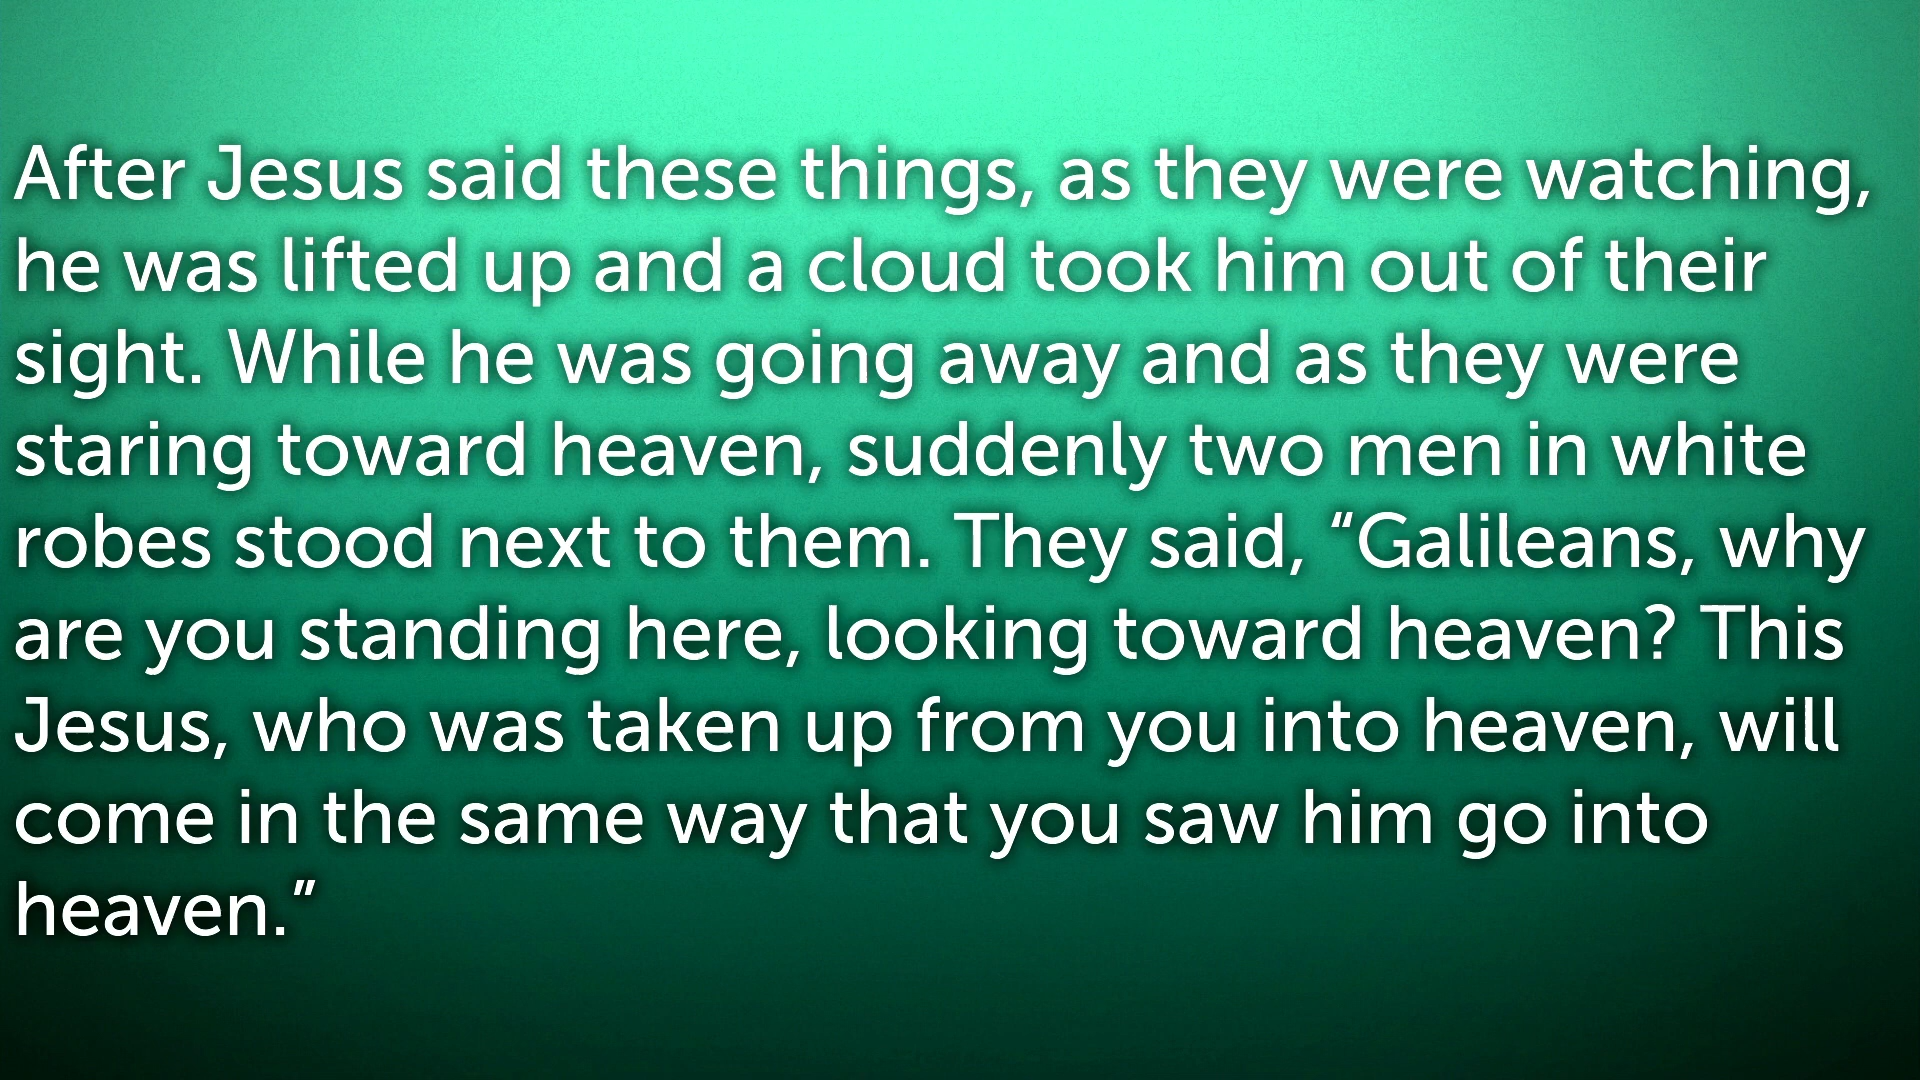 After Jesus said these things, as they were watching,
he was lifted up and a cloud took him out of their
sight. While he was going away and as they were
staring toward heaven, suddenly two men in white
robes stood next to them. They said, “Galileans, why
are you standing here, looking toward heaven? This
Jesus, who was taken up from you into heaven, will
come in the same way that you saw him go into
heaven.”